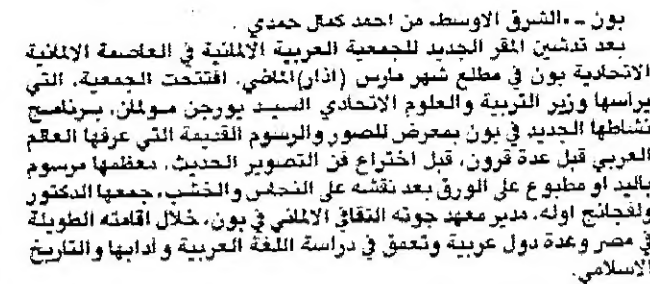 بون - «الشرق الاوسط» من احمد كمال حمدي .
بعد تدشين المقر الجديد للجمعية العربية الألمانية في العاصمة الالمانية
الاتحادية بون في مطلع شهر مارس (اذار) الماضي. افتتحت الجمعية. التي
يراسها وزير التربية والعلوم الاتحادي السيد يورجن مولمان. برنامج
نشاطها الجديد في بون بمعرض للصور والرسوم القديمة التي عرفها العالم
العربي قبل عدة قرون. قبل اختراع فن التصوير الحديث. معظمها مرسوم
باليد او مطبوع على الورق بعد نقشه على النحاس والخشب. جمعها الدكتور
ولفجانج اوله. مدير معهد جوته الثقافي الالماني في بون. خلال اقامته الطويلة
في مصر وعدة دول عربية وتعمق في دراسة اللغة العربية و آدابها والتاريخ
الاسلامي.